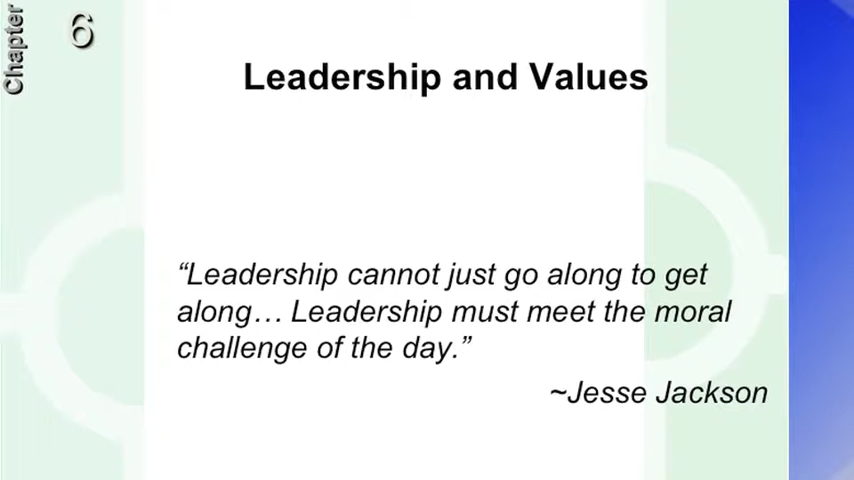 Chapter
6
Leadership and Values
“Leadership cannot just go along to get
along… Leadership must meet the moral
challenge of the day.”
~Jesse Jackson